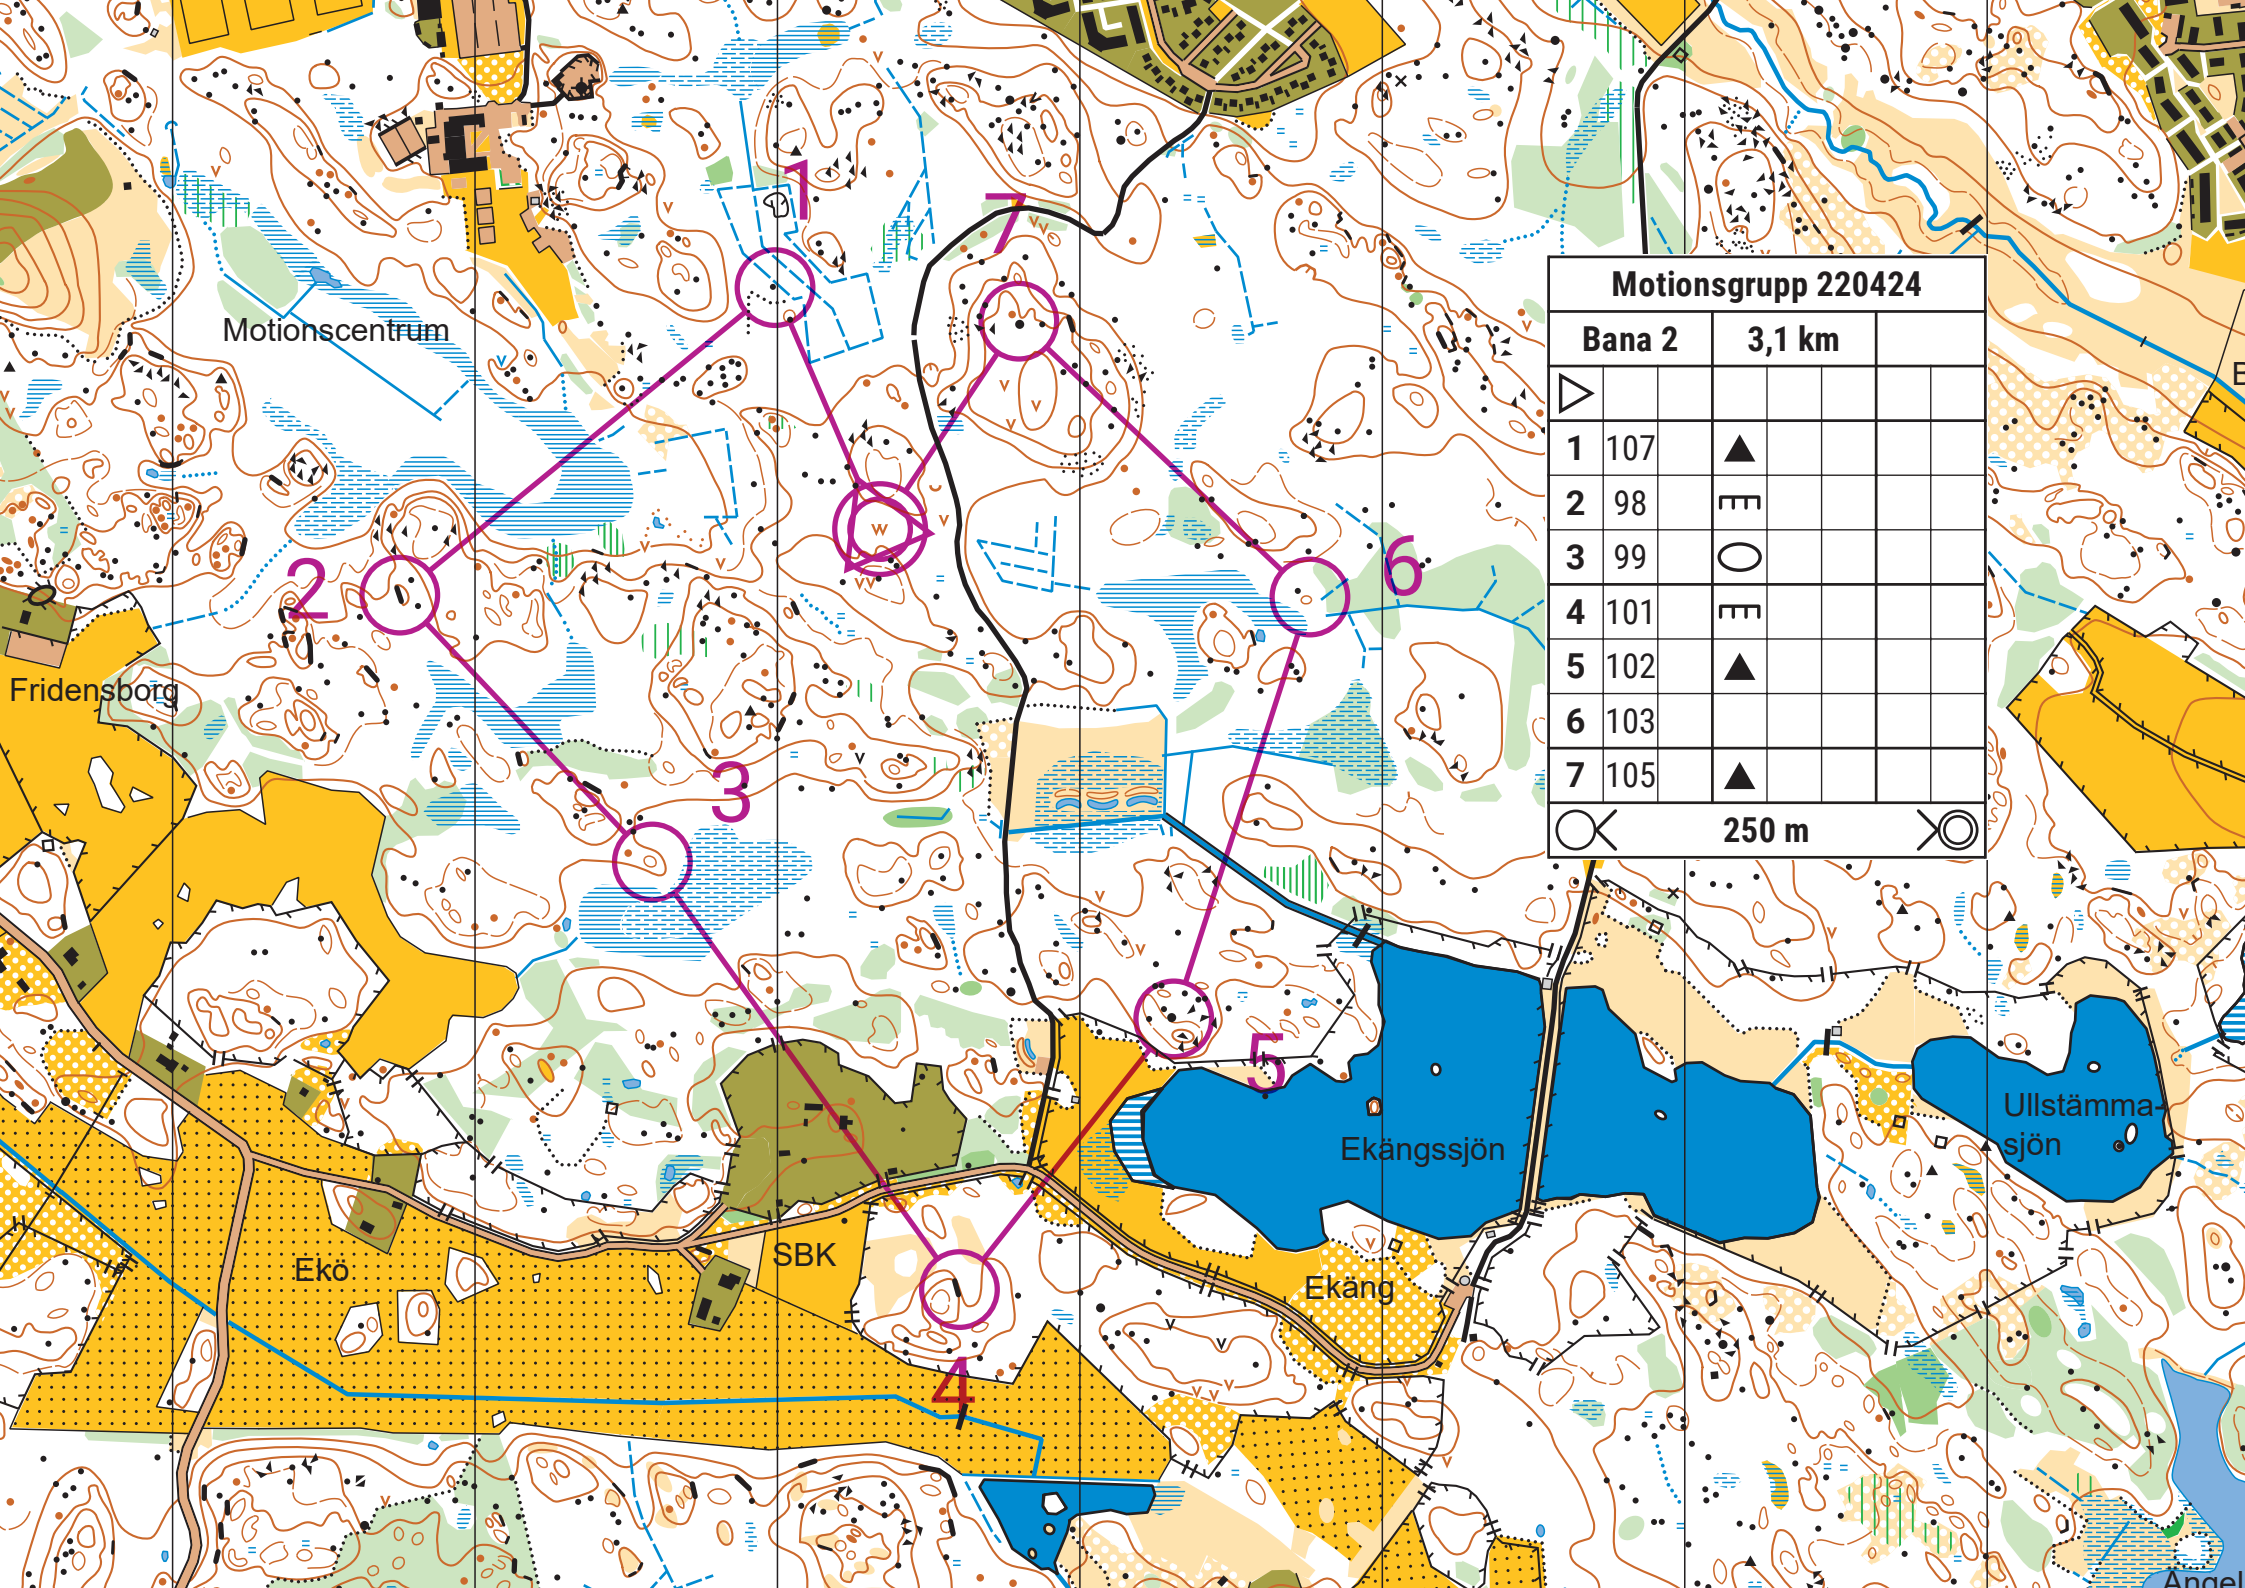 Motionsgrupp 220424
Bana 2 3,1 km
1 107
2 98
3 99
4 101
5 102
6 103
7 105
250 m
1
7
Motionscentrum
2
6
Fridensborg
3
5
Ullstämma-
sjön
Ekängssjön
SBK
Ekö
Ekäng
4